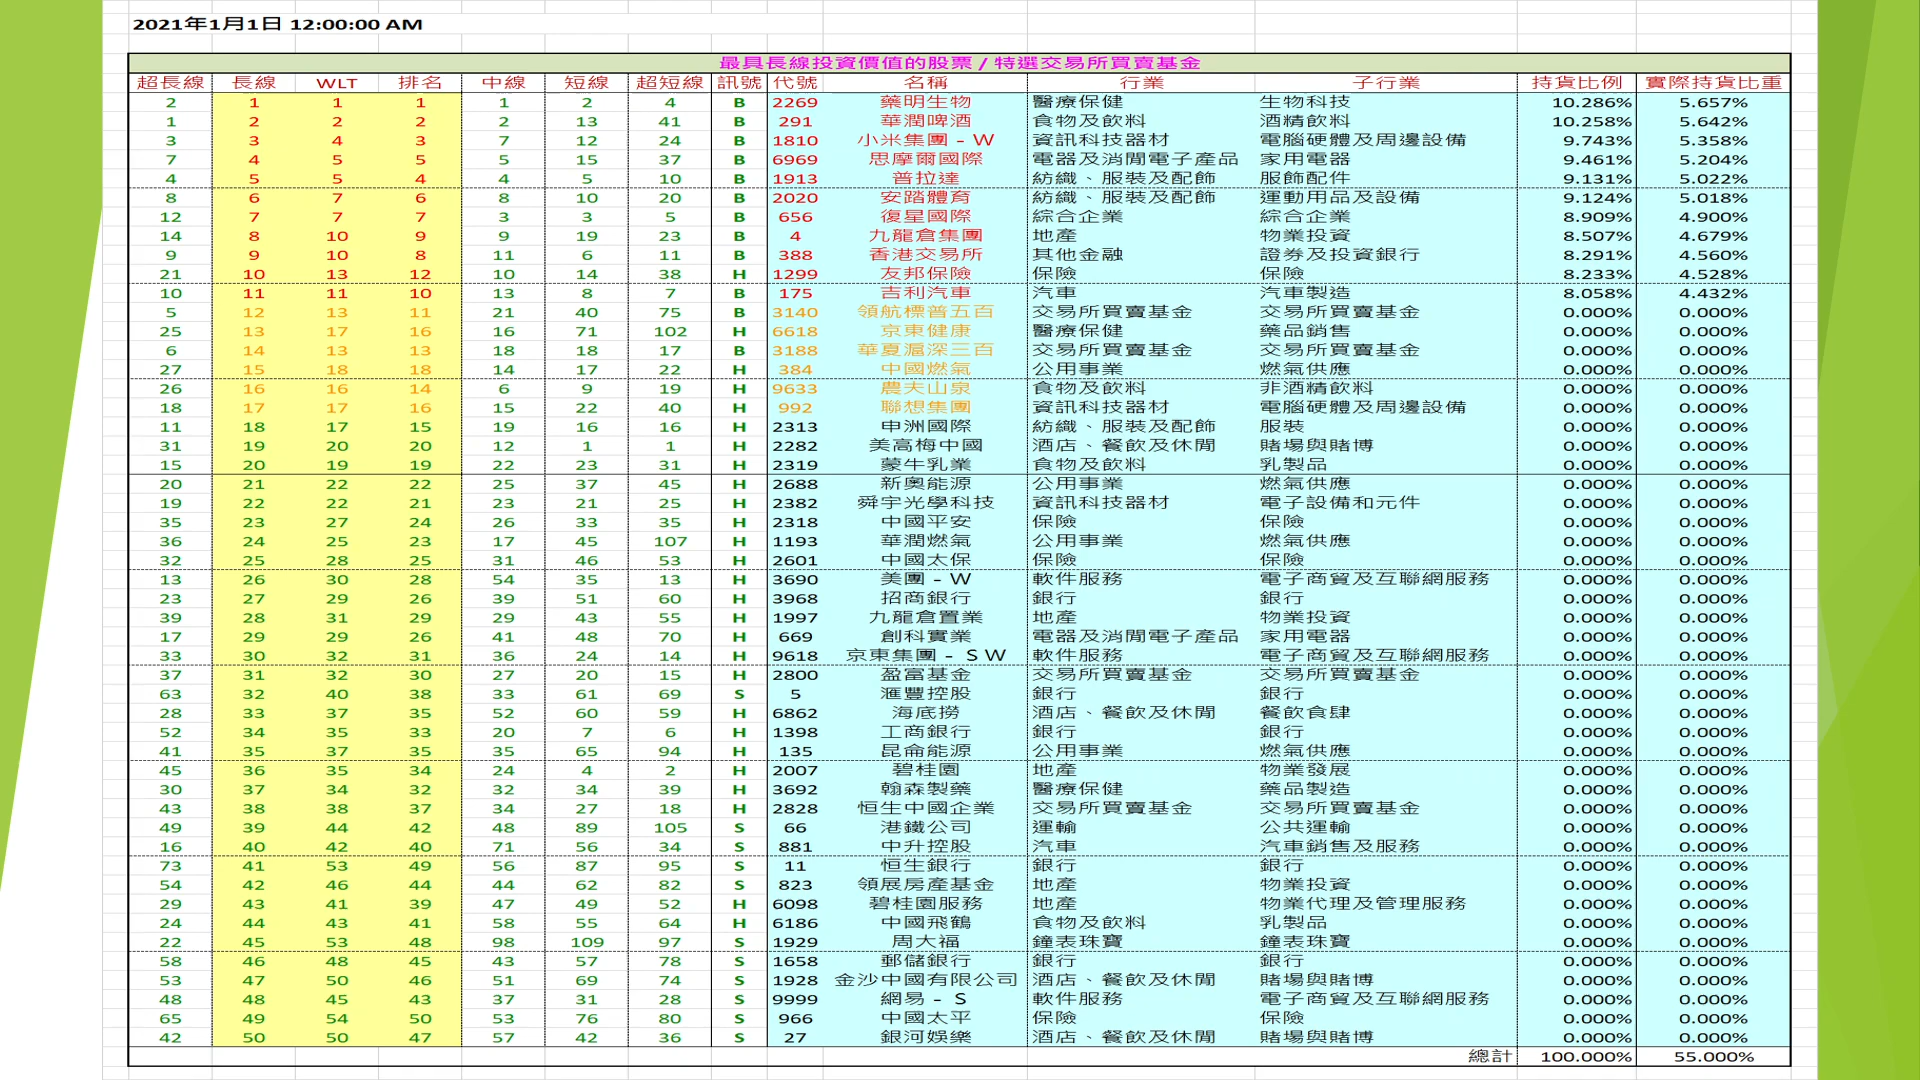 2021年1月1日 12:00:00 AM
最具長線投資價值的股票 / 特選交易所買賣基金
超長線 長線 WLT 排名 中線 短線 超短線 訊號 代號 名稱 行業 子行業 持貨比例 實際持貨比重
2 1 1 1 1 2 4 B 2269 藥明生物 醫療保健 生物科技 10.286% 5.657%
1 2 2 2 2 13 41 B 291 華潤啤酒 食物及飲料 酒精飲料 10.258% 5.642%
3 3 4 3 7 12 24 B 1810 小米集團 - W 資訊科技器材 電腦硬體及周邊設備 9.743% 5.358%
7 4 5 5 5 15 37 B 6969 思摩爾國際 電器及消閒電子產品 家用電器 9.461% 5.204%
4 5 5 4 4 5 10 B 1913 普拉達 紡織、服裝及配飾 服飾配件 9.131% 5.022%
8 6 7 6 8 10 20 B 2020 安踏體育 紡織、服裝及配飾 運動用品及設備 9.124% 5.018%
12 7 7 7 3 3 5 B 656 復星國際 綜合企業 綜合企業 8.909% 4.900%
14 8 10 9 9 19 23 B 4 九龍倉集團 地產 物業投資 8.507% 4.679%
9 9 10 8 11 6 11 B 388 香港交易所 其他金融 證券及投資銀行 8.291% 4.560%
21 10 13 12 10 14 38 H 1299 友邦保險 保險 保險 8.233% 4.528%
10 11 11 10 13 8 7 B 175 吉利汽車 汽車 汽車製造 8.058% 4.432%
5 12 13 11 21 40 75 B 3140 領航標普五百 交易所買賣基金 交易所買賣基金 0.000% 0.000%
25 13 17 16 16 71 102 H 6618 京東健康 醫療保健 藥品銷售 0.000% 0.000%
6 14 13 13 18 18 17 B 3188 華夏滬深三百 交易所買賣基金 交易所買賣基金 0.000% 0.000%
27 15 18 18 14 17 22 H 384 中國燃氣 公用事業 燃氣供應 0.000% 0.000%
26 16 16 14 6 9 19 H 9633 農夫山泉 食物及飲料 非酒精飲料 0.000% 0.000%
18 17 17 16 15 22 40 H 992 聯想集團 資訊科技器材 電腦硬體及周邊設備 0.000% 0.000%
11 18 17 15 19 16 16 H 2313 申洲國際 紡織、服裝及配飾 服裝 0.000% 0.000%
31 19 20 20 12 1 1 H 2282 美高梅中國 酒店、餐飲及休閒 賭場與賭博 0.000% 0.000%
15 20 19 19 22 23 31 H 2319 蒙牛乳業 食物及飲料 乳製品 0.000% 0.000%
20 21 22 22 25 37 45 H 2688 新奧能源 公用事業 燃氣供應 0.000% 0.000%
19 22 22 21 23 21 25 H 2382 舜宇光學科技 資訊科技器材 電子設備和元件 0.000% 0.000%
35 23 27 24 26 33 35 H 2318 中國平安 保險 保險 0.000% 0.000%
36 24 25 23 17 45 107 H 1193 華潤燃氣 公用事業 燃氣供應 0.000% 0.000%
32 25 28 25 31 46 53 H 2601 中國太保 保險 保險 0.000% 0.000%
13 26 30 28 54 35 13 H 3690 美團 - W 軟件服務 電子商貿及互聯網服務 0.000% 0.000%
23 27 29 26 39 51 60 H 3968 招商銀行 銀行 銀行 0.000% 0.000%
39 28 31 29 29 43 55 H 1997 九龍倉置業 地產 物業投資 0.000% 0.000%
17 29 29 26 41 48 70 H 669 創科實業 電器及消閒電子產品 家用電器 0.000% 0.000%
33 30 32 31 36 24 14 H 9618 京東集團 - S W 軟件服務 電子商貿及互聯網服務 0.000% 0.000%
37 31 32 30 27 20 15 H 2800 盈富基金 交易所買賣基金 交易所買賣基金 0.000% 0.000%
63 32 40 38 33 61 69 S 5 滙豐控股 銀行 銀行 0.000% 0.000%
28 33 37 35 52 60 59 H 6862 海底撈 酒店、餐飲及休閒 餐飲食肆 0.000% 0.000%
52 34 35 33 20 7 6 H 1398 工商銀行 銀行 銀行 0.000% 0.000%
41 35 37 35 35 65 94 H 135 昆侖能源 公用事業 燃氣供應 0.000% 0.000%
45 36 35 34 24 4 2 H 2007 碧桂園 地產 物業發展 0.000% 0.000%
30 37 34 32 32 34 39 H 3692 翰森製藥 醫療保健 藥品製造 0.000% 0.000%
43 38 38 37 34 27 18 H 2828 恒生中國企業 交易所買賣基金 交易所買賣基金 0.000% 0.000%
49 39 44 42 48 89 105 S 66 港鐵公司 運輸 公共運輸 0.000% 0.000%
16 40 42 40 71 56 34 S 881 中升控股 汽車 汽車銷售及服務 0.000% 0.000%
73 41 53 49 56 87 95 S 11 恒生銀行 銀行 銀行 0.000% 0.000%
54 42 46 44 44 62 82 S 823 領展房產基金 地產 物業投資 0.000% 0.000%
29 43 41 39 47 49 52 H 6098 碧桂園服務 地產 物業代理及管理服務 0.000% 0.000%
24 44 43 41 58 55 64 H 6186 中國飛鶴 食物及飲料 乳製品 0.000% 0.000%
22 45 53 48 98 109 97 S 1929 周大福 鐘表珠寶 鐘表珠寶 0.000% 0.000%
58 46 48 45 43 57 78 S 1658 郵儲銀行 銀行 銀行 0.000% 0.000%
53 47 50 46 51 69 74 S 1928 金沙中國有限公司 酒店、餐飲及休閒 賭場與賭博 0.000% 0.000%
48 48 45 43 37 31 28 S 9999 網易 - S 軟件服務 電子商貿及互聯網服務 0.000% 0.000%
65 49 54 50 53 76 80 S 966 中國太平 保險 保險 0.000% 0.000%
42 50 50 47 57 42 36 S 27 銀河娛樂 酒店、餐飲及休閒 賭場與賭博 0.000% 0.000%
總計 100.000% 55.000%